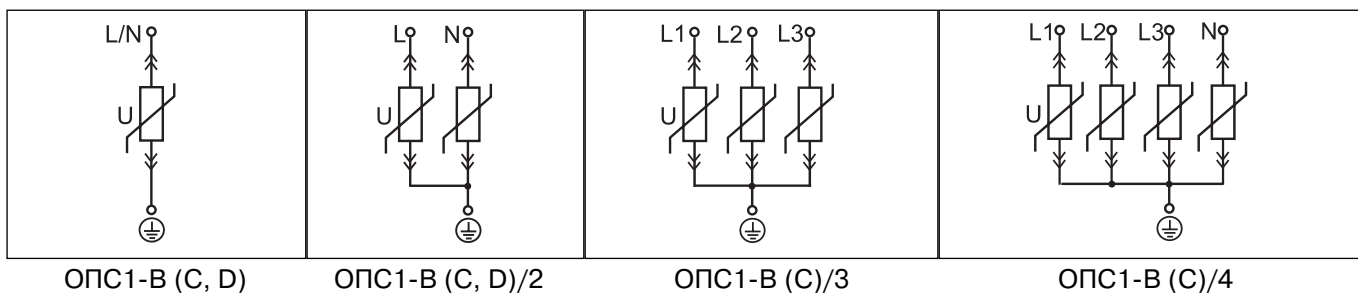 L/N
L N
L1 L2 L3
L1 L2 L3 N
U
U
U
U
ОПС1-В (С, D)
ОПС1-В (С, D)/2
ОПС1-В (С)/3
ОПС1-В (С)/4